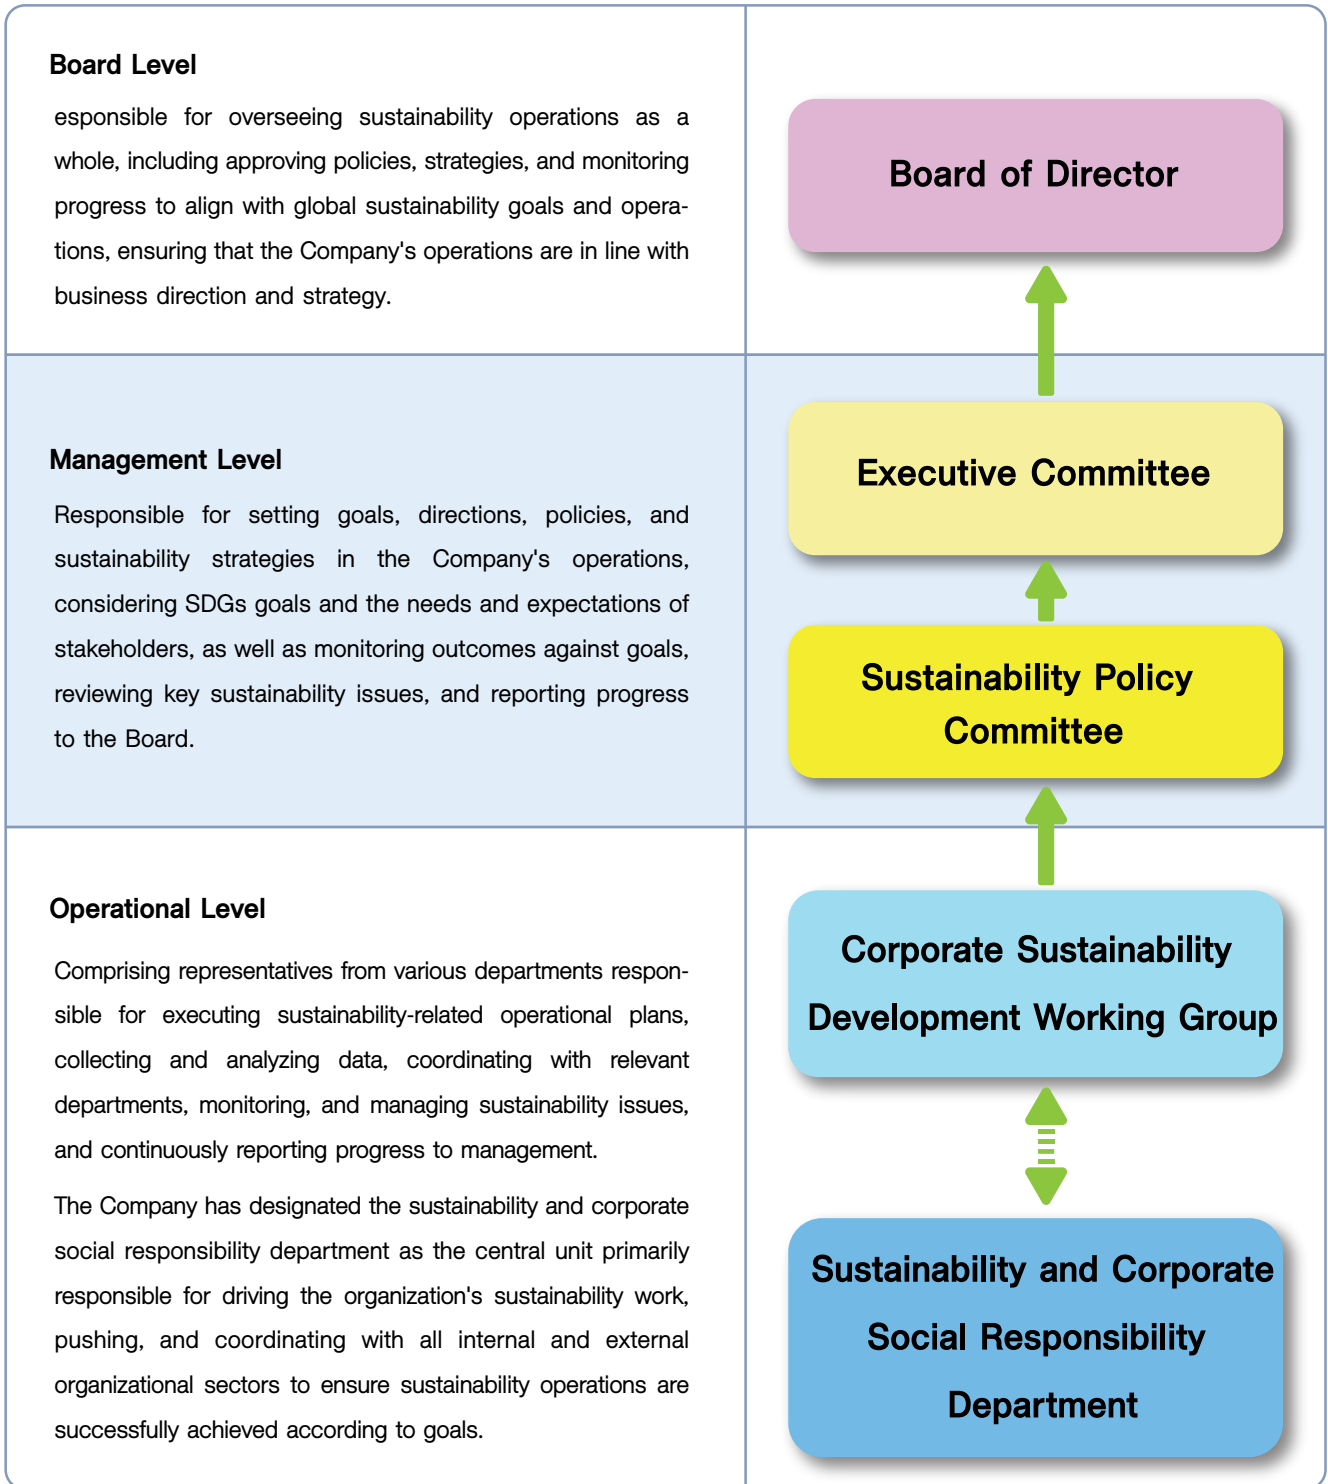 Board Level
esponsible for overseeing sustainability operations as a
whole, including approving policies, strategies, and monitoring
progress to align with global sustainability goals and opera-
tions, ensuring that the Company's operations are in line with
business direction and strategy.
Board of Director
Management Level
Responsible for setting goals, directions, policies, and
sustainability strategies in the Company's operations,
considering SDGs goals and the needs and expectations of
stakeholders, as well as monitoring outcomes against goals,
reviewing key sustainability issues, and reporting progress
to the Board.
Executive Committee
Sustainability Policy
Committee
Operational Level
Comprising representatives from various departments respon-
sible for executing sustainability-related operational plans,
collecting and analyzing data, coordinating with relevant
departments, monitoring, and managing sustainability issues,
and continuously reporting progress to management.
The Company has designated the sustainability and corporate
social responsibility department as the central unit primarily
responsible for driving the organization's sustainability work,
pushing, and coordinating with all internal and external
organizational sectors to ensure sustainability operations are
successfully achieved according to goals.
Corporate Sustainability
Development Working Group
Sustainability and Corporate
Social Responsibility
Department